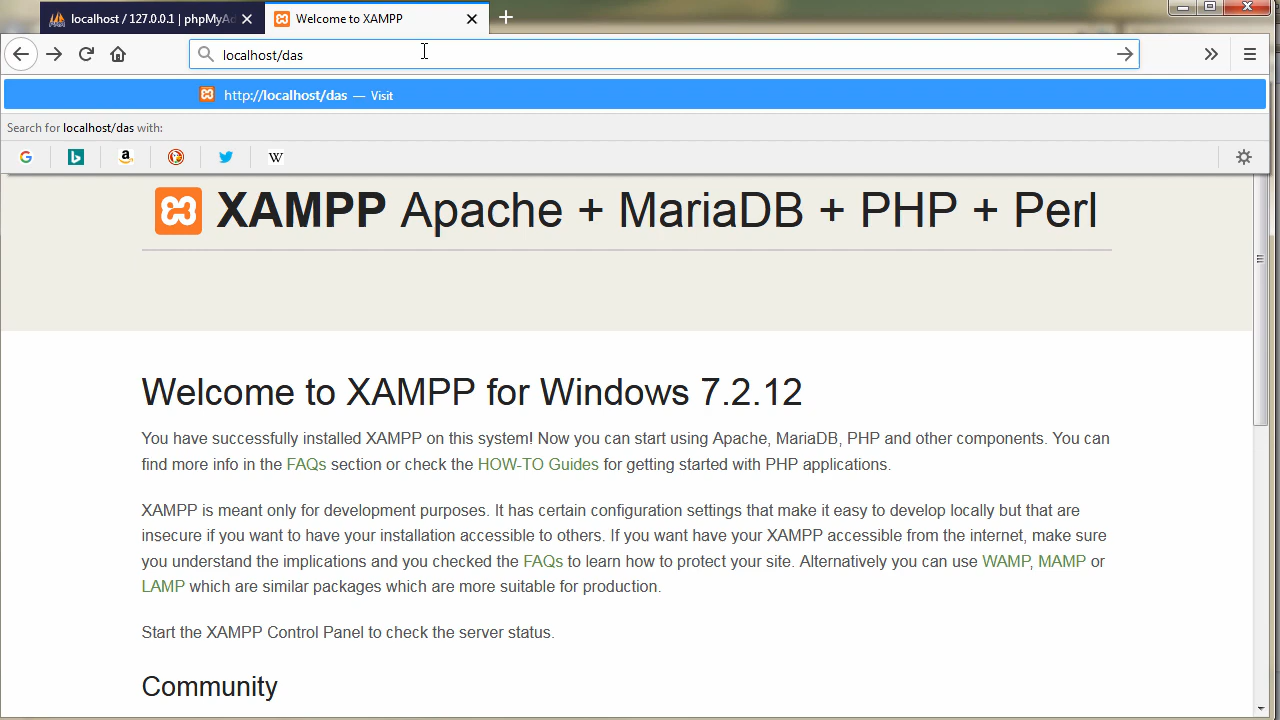 localhost / 127.0.0.1 | phpMyAd
Welcome to XAMPP
localhost/das
http://localhost/das — Visit
Search for localhost/das with:
XAMPP Apache + MariaDB + PHP + Perl
Welcome to XAMPP for Windows 7.2.12
You have successfully installed XAMPP on this system! Now you can start using Apache, MariaDB, PHP and other components. You can
find more info in the FAQs section or check the HOW-TO Guides for getting started with PHP applications.
XAMPP is meant only for development purposes. It has certain configuration settings that make it easy to develop locally but that are
insecure if you want to have your installation accessible to others. If you want have your XAMPP accessible from the internet, make sure
you understand the implications and you checked the FAQs to learn how to protect your site. Alternatively you can use WAMP, MAMP or
LAMP which are similar packages which are more suitable for production.
Start the XAMPP Control Panel to check the server status.
Community